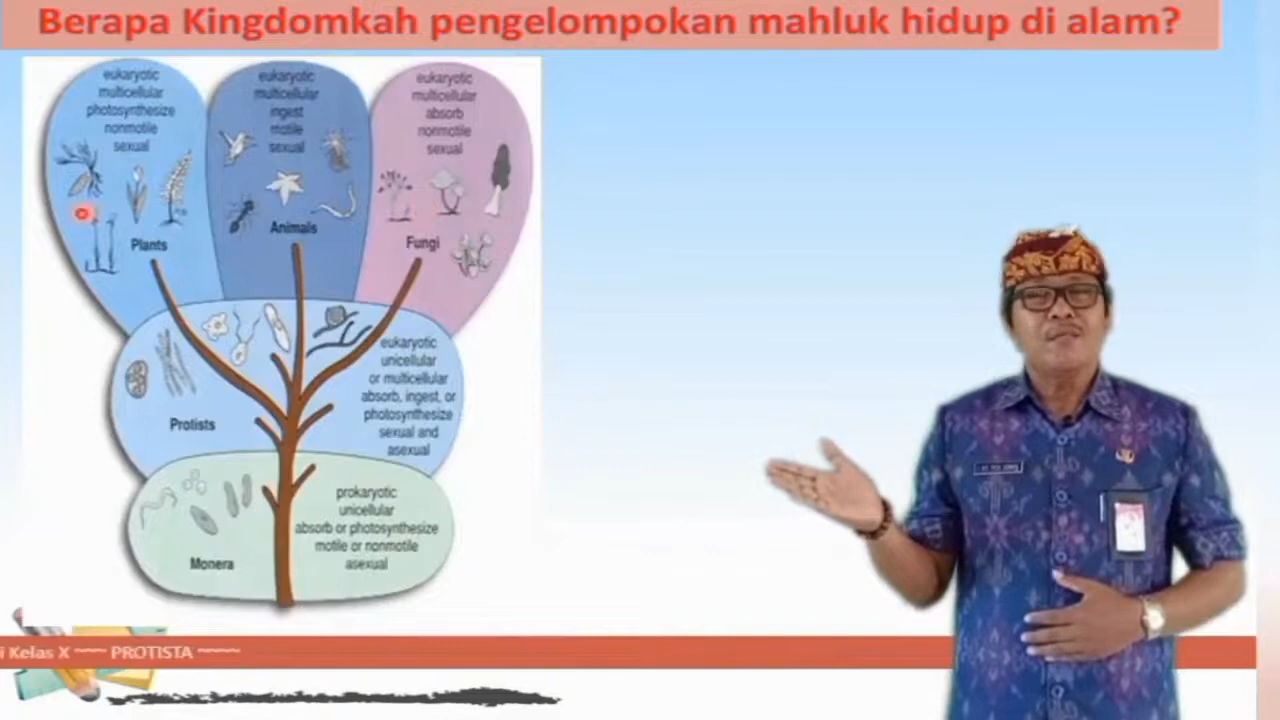 Berapa Kingdomkah pengelompokan mahluk hidup di alam?
eukaryotic
multicellular
photosynthesize
nonmotile
sexual
Plants
eukaryotic
multicellular
ingest
motile
sexual
Animals
eukaryotic
multicellular
absorb
nonmotile
sexual
Fungi
Protists
eukaryotic
unicellular
or multicellular
absorb, ingest, or
photosynthesize
sexual and
asexual
Monera
prokaryotic
unicellular
absorb or photosynthesize
motile or nonmotile
asexual
i Kelas X ~~~ PROTISTA ~~~~